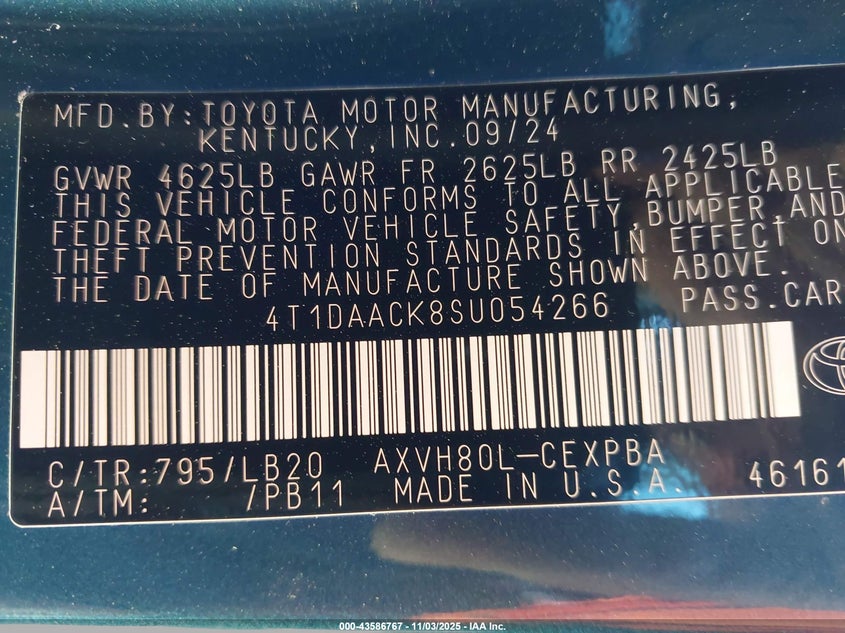 MFD.BY:TOYOTA MOTOR MANUFACTURING,
KENTUCKY,INC.09/24
GVWR 4625LB GAWR FR 2625LB RR 2425LB
THIS VEHICLE CONFORMS TO ALL APPLICABLE
FEDERAL MOTOR VEHICLE SAFETY,BUMPER,AND
THEFT PREVENTION STANDARDS IN EFFECT ON
THE DATE OF MANUFACTURE SHOWN ABOVE.
4T1DAACK8SU054266 PASS.CAR
C/TR:795/LB20 AXVH80L-CEXPBA
A/TM: /PB11 MADE IN U.S.A. 46161
000-43586767 - 11/03/2025 - IAA Inc.